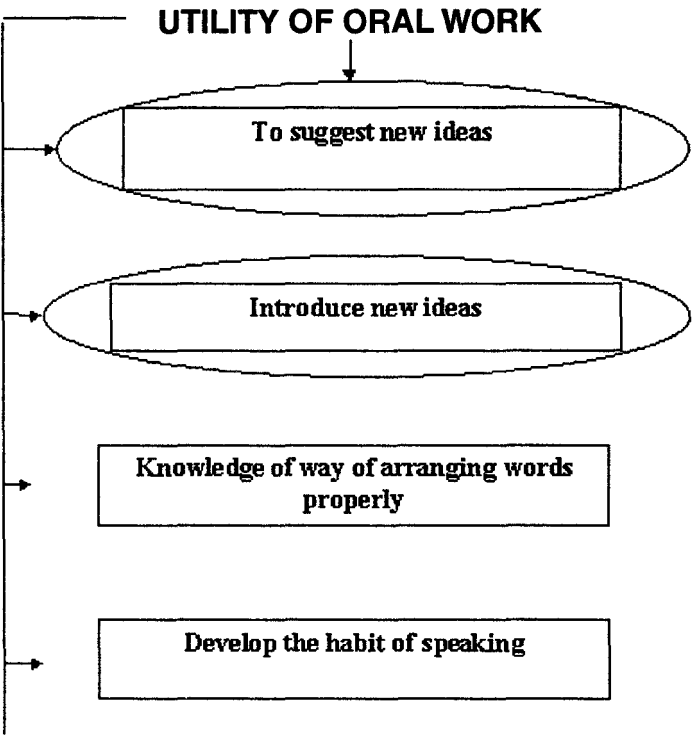 UTILITY OF ORAL WORK
To suggest new ideas
Introduce new ideas
Knowledge of way of arranging words
properly
Develop the habit of speaking